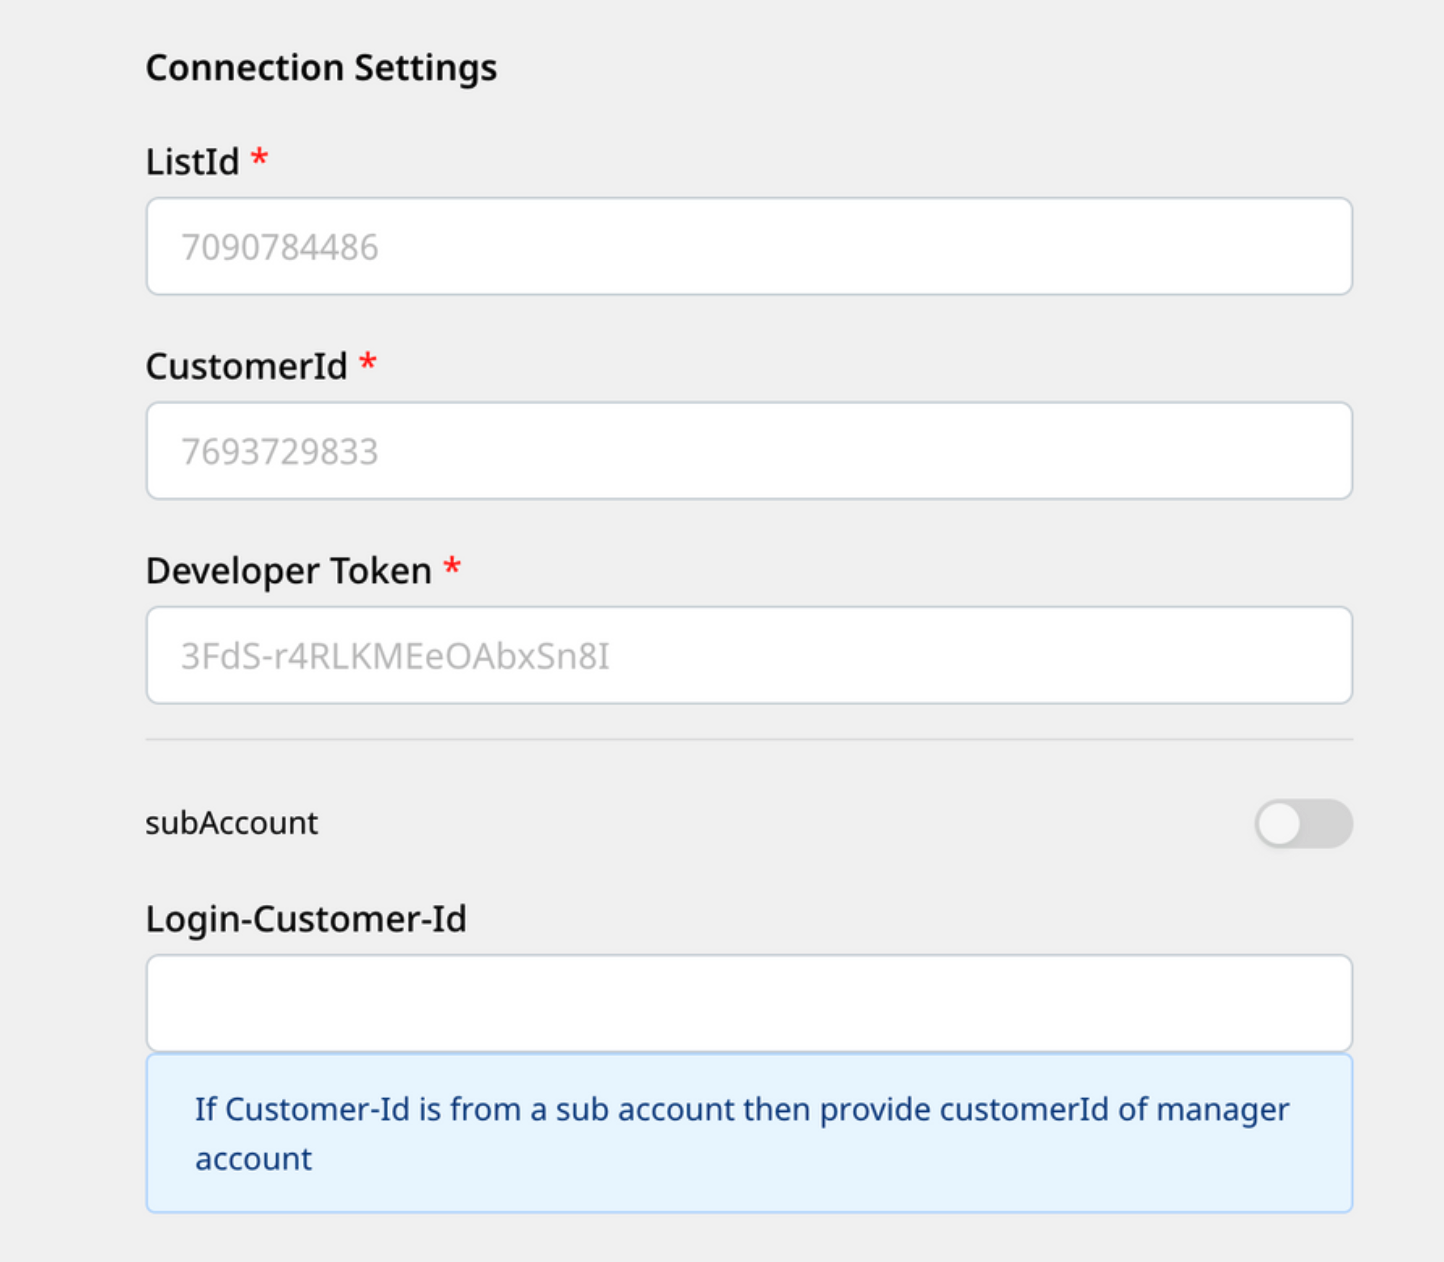 Connection Settings
ListId *
7090784486
CustomerId *
7693729833
Developer Token *
3FdS-r4RLKMEeOAbxSn8I
subAccount
Login-Customer-Id
If Customer-Id is from a sub account then provide customerId of manager
account